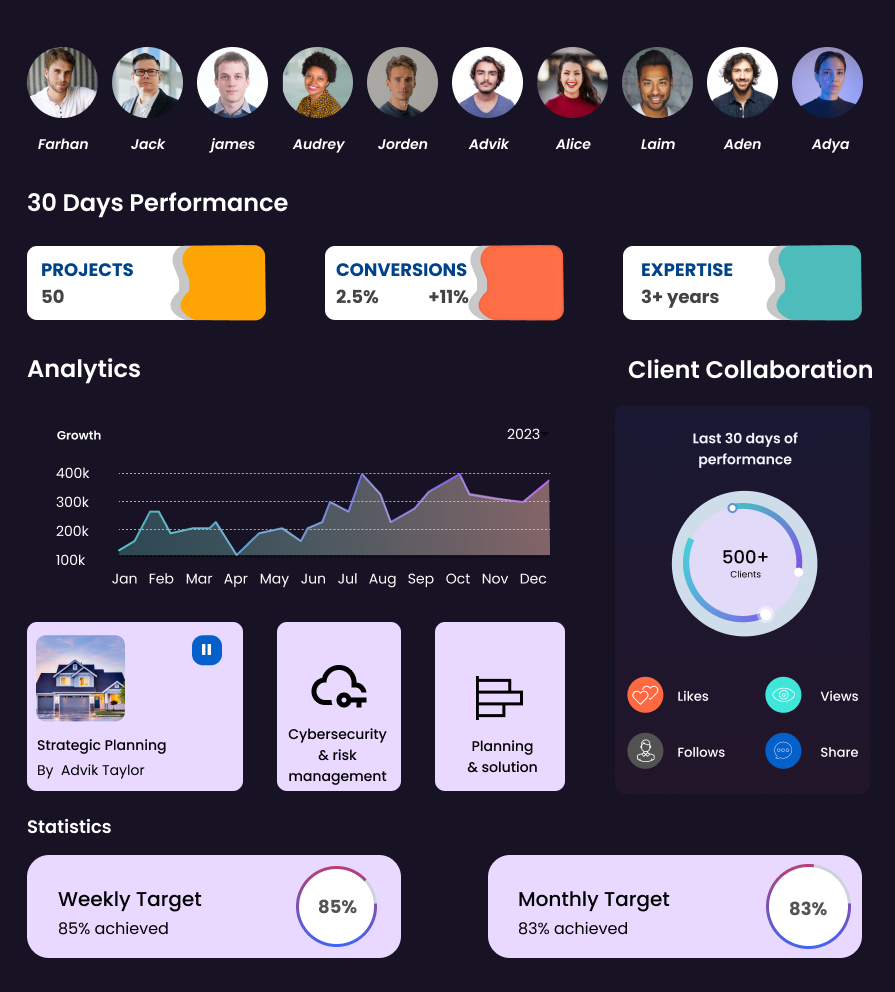 Farhan Jack james Audrey Jorden Advik Alice Laim Aden Adya
30 Days Performance
PROJECTS
50
CONVERSIONS
2.5% +11%
EXPERTISE
3+ years
Analytics
Growth
2023
400k
300k
200k
100k
Jan Feb Mar Apr May Jun Jul Aug Sep Oct Nov Dec
Client Collaboration
Last 30 days of
performance
500+
Clients
Likes
Views
Follows
Share
Strategic Planning
By Advik Taylor
Cybersecurity
& risk
management
Planning
& solution
Statistics
Weekly Target
85% achieved
85%
Monthly Target
83% achieved
83%